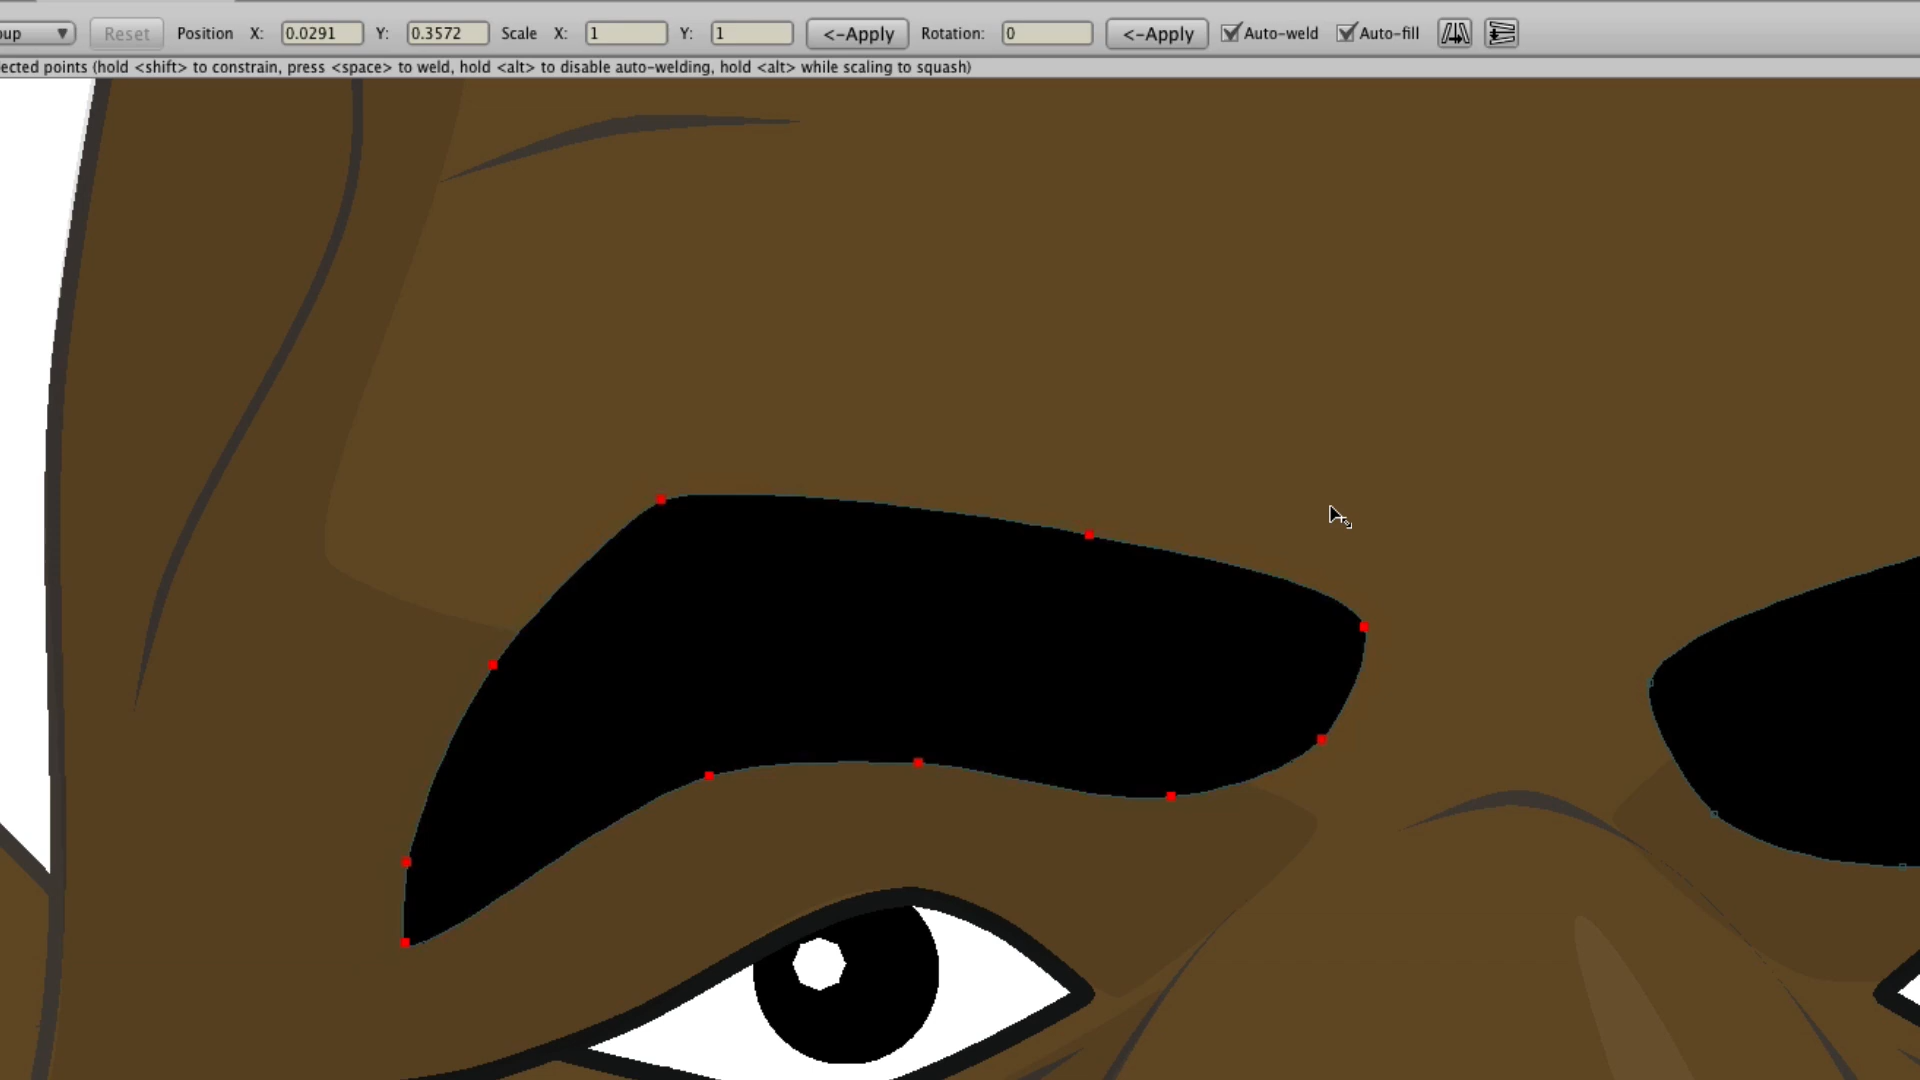 oup Reset Position X: 0.0291 Y: 0.3572 Scale X: 1 Y: 1 <-Apply Rotation: 0 <-Apply Auto-weld Auto-fill
ected points (hold <shift> to constrain, press <space> to weld, hold <alt> to disable auto-welding, hold <alt> while scaling to squash)